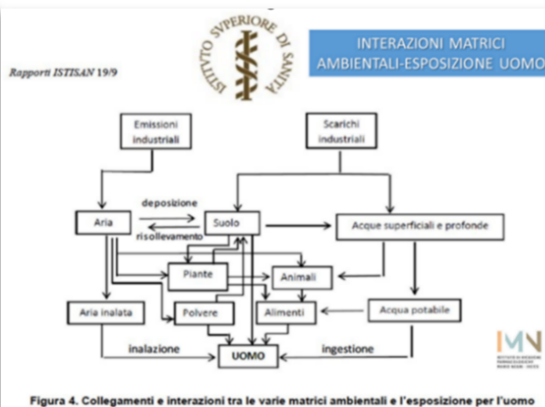 ISTITVTO SVPERIORE DI SANITÀ
INTERAZIONI MATRICI
AMBIENTALI-ESPOSIZIONE UOMO
Rapporti ISTISAN 19/9
Emissioni
industriali
Scarichi
industriali
deposizione
Aria
Suolo
risollevamento
Acque superficiali e profonde
Piante
Animali
Aria inalata
Polvere
Alimenti
Acqua potabile
inalazione
UOMO
ingestione
IMN
Figura 4. Collegamenti e interazioni tra le varie matrici ambientali e l'esposizione per l'uomo